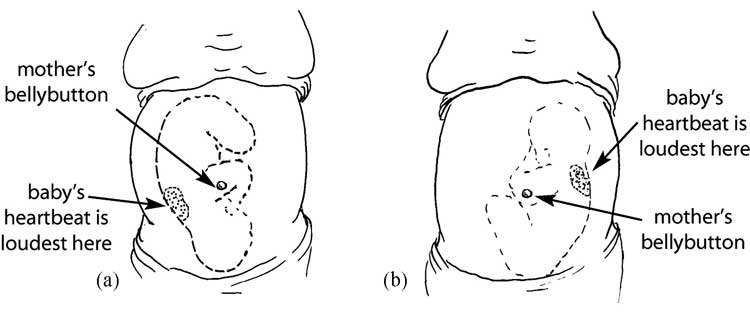 mother's
bellybutton
baby's
heartbeat is
loudest here
(a)
baby's
heartbeat is
loudest here
mother's
bellybutton
(b)